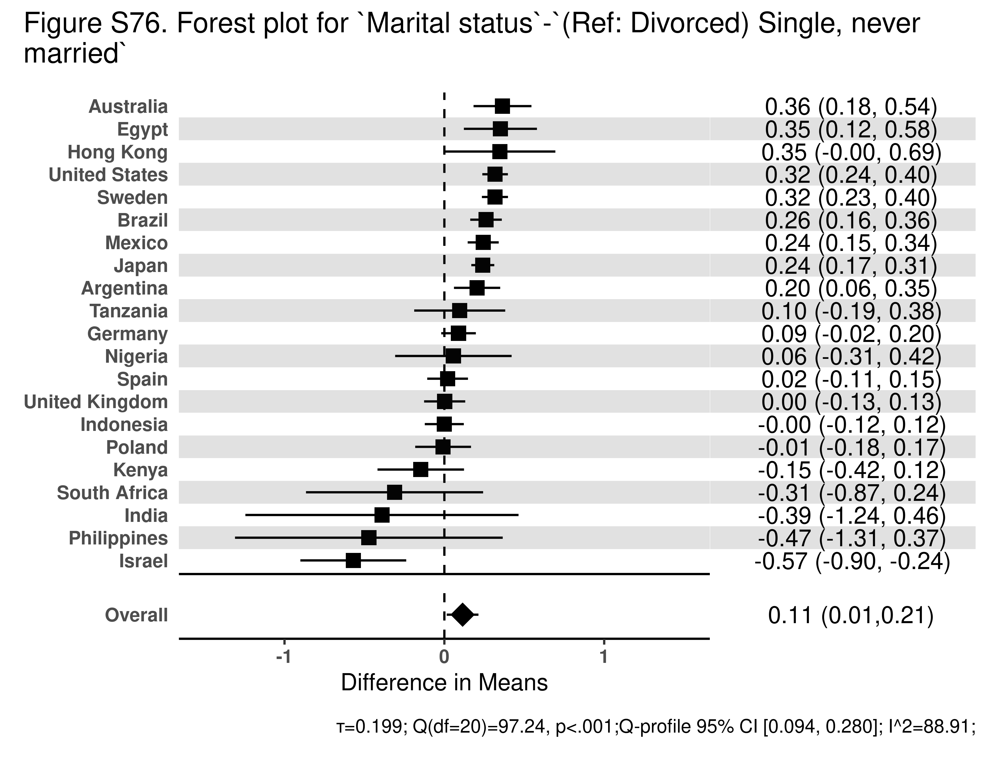 Figure S76. Forest plot for `Marital status`-`(Ref: Divorced) Single, never
married`
Australia 0.36 (0.18, 0.54)
Egypt 0.35 (0.12, 0.58)
Hong Kong 0.35 (-0.00, 0.69)
United States 0.32 (0.24, 0.40)
Sweden 0.32 (0.23, 0.40)
Brazil 0.26 (0.16, 0.36)
Mexico 0.24 (0.15, 0.34)
Japan 0.24 (0.17, 0.31)
Argentina 0.20 (0.06, 0.35)
Tanzania 0.10 (-0.19, 0.38)
Germany 0.09 (-0.02, 0.20)
Nigeria 0.06 (-0.31, 0.42)
Spain 0.02 (-0.11, 0.15)
United Kingdom 0.00 (-0.13, 0.13)
Indonesia -0.00 (-0.12, 0.12)
Poland -0.01 (-0.18, 0.17)
Kenya -0.15 (-0.42, 0.12)
South Africa -0.31 (-0.87, 0.24)
India -0.39 (-1.24, 0.46)
Philippines -0.47 (-1.31, 0.37)
Israel -0.57 (-0.90, -0.24)
Overall 0.11 (0.01,0.21)
-1 0 1
Difference in Means
τ=0.199; Q(df=20)=97.24, p<.001;Q-profile 95% CI [0.094, 0.280]; I^2=88.91;